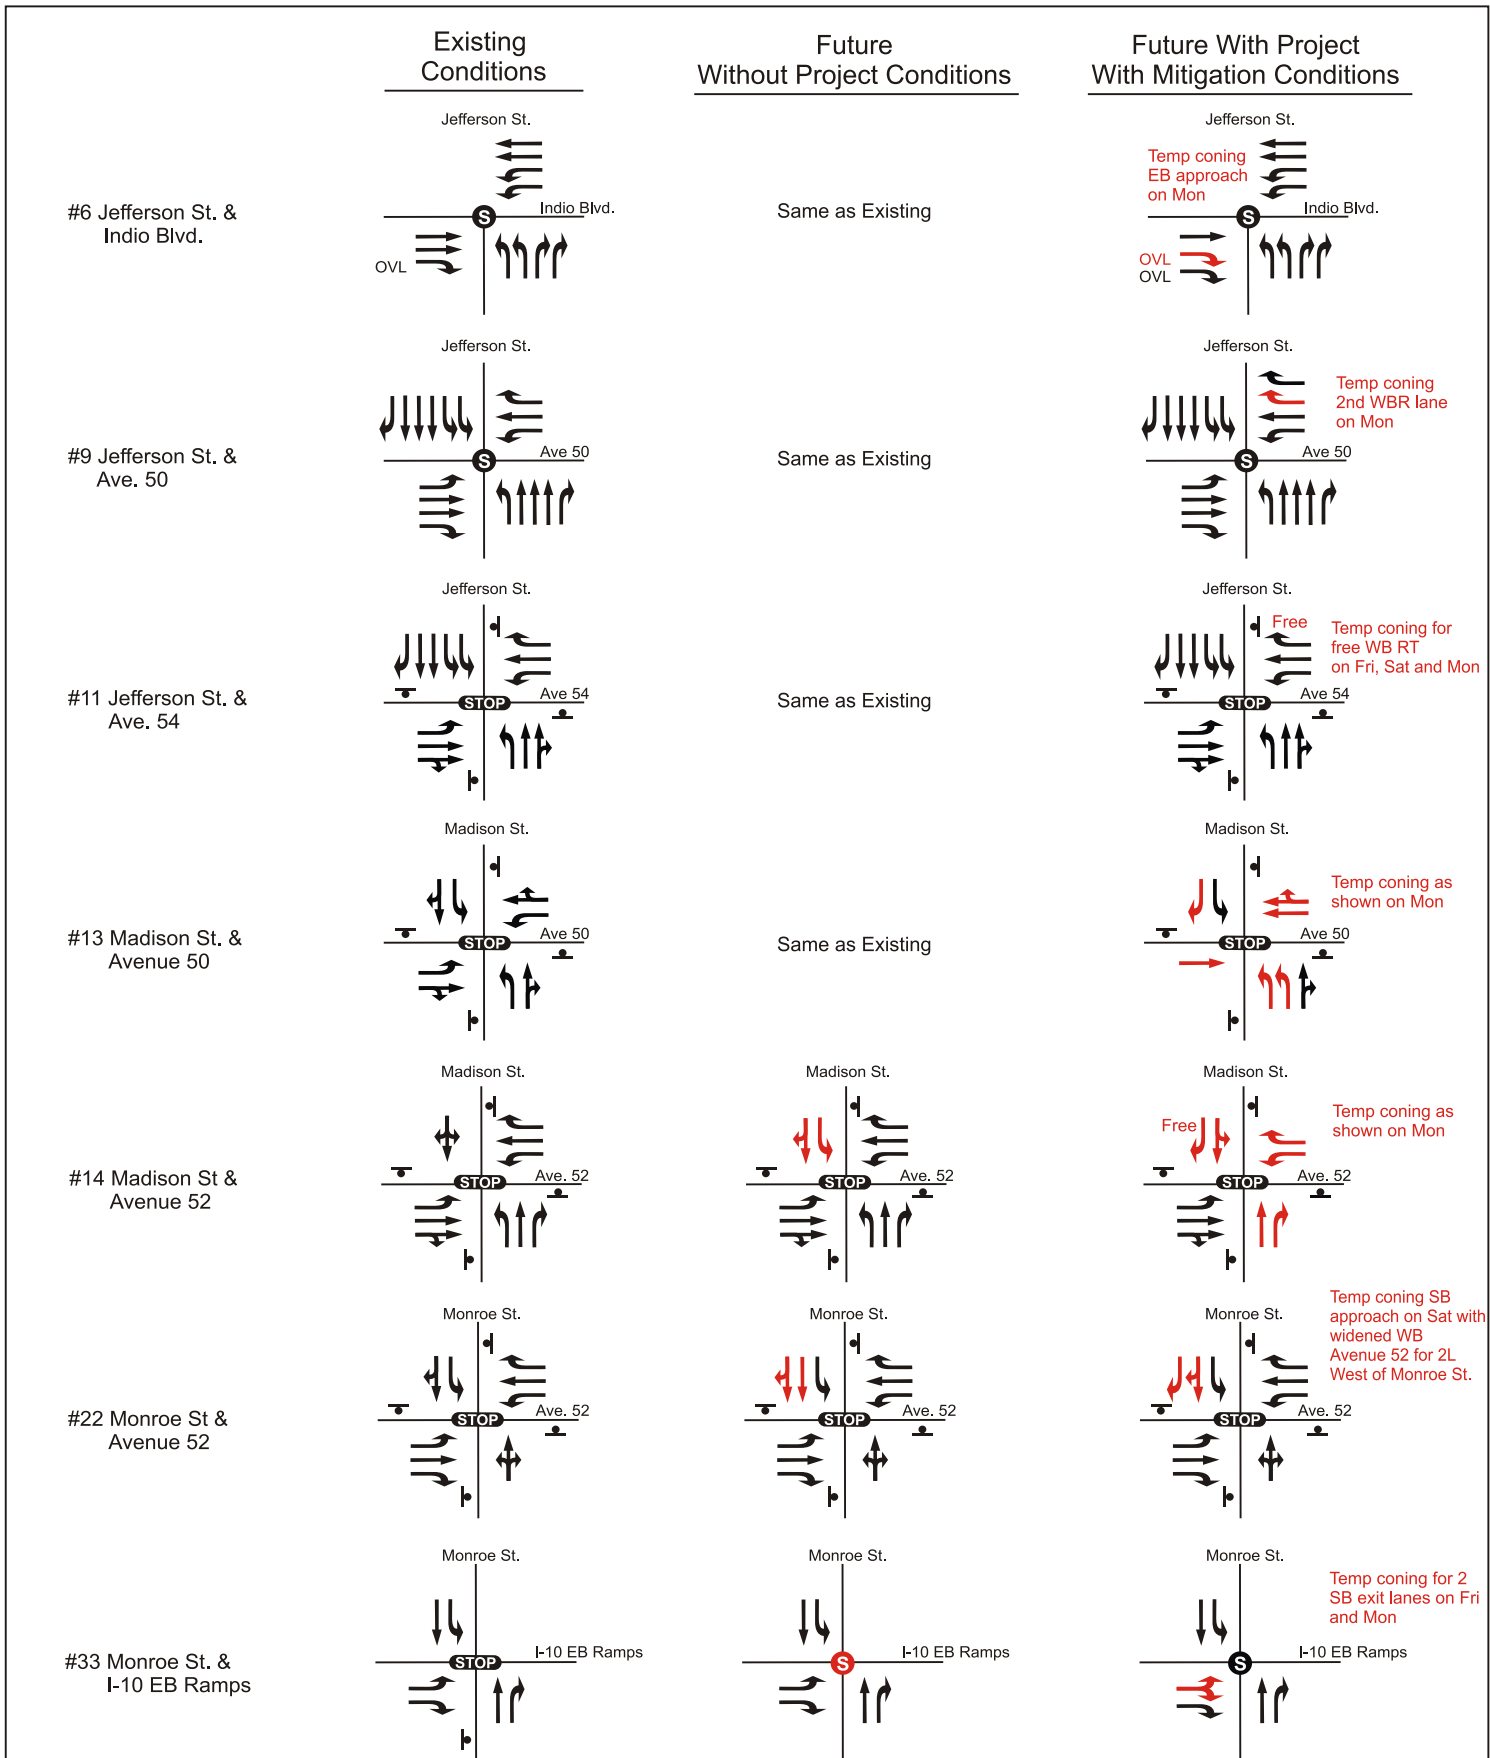 Existing
Conditions
Future
Without Project Conditions
Future With Project
With Mitigation Conditions
#6 Jefferson St. &
Indio Blvd.
Jefferson St.
Indio Blvd.
S
OVL
Same as Existing
Jefferson St.
Temp coning
EB approach
on Mon
Indio Blvd.
S
OVL
OVL
#9 Jefferson St. &
Ave. 50
Jefferson St.
Ave 50
S
Same as Existing
Jefferson St.
Temp coning
2nd WBR lane
on Mon
Ave 50
S
#11 Jefferson St. &
Ave. 54
Jefferson St.
Ave 54
STOP
Same as Existing
Jefferson St.
Free
Temp coning for
free WB RT
on Fri, Sat and Mon
Ave 54
STOP
#13 Madison St. &
Avenue 50
Madison St.
Ave 50
STOP
Same as Existing
Madison St.
Temp coning as
shown on Mon
Ave 50
STOP
#14 Madison St &
Avenue 52
Madison St.
Ave. 52
STOP
Madison St.
Ave. 52
STOP
Madison St.
Free
Temp coning as
shown on Mon
Ave. 52
STOP
#22 Monroe St &
Avenue 52
Monroe St.
Ave. 52
STOP
Monroe St.
Ave. 52
STOP
Monroe St.
Temp coning SB
approach on Sat with
widened WB
Avenue 52 for 2L
West of Monroe St.
Ave. 52
STOP
#33 Monroe St. &
I-10 EB Ramps
Monroe St.
I-10 EB Ramps
STOP
Monroe St.
I-10 EB Ramps
S
Monroe St.
Temp coning for 2
SB exit lanes on Fri
and Mon
I-10 EB Ramps
S